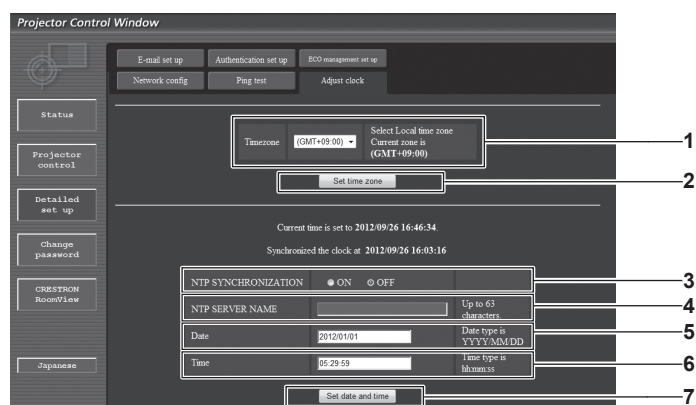 Projector Control Window
E-mail set up
Authentication set up
ECO management set up
Network config
Ping test
Adjust clock
Status
Projector
control
Detailed
set up
Change
password
CRESTRON
RoomView
Japanese
Timezone
(GMT+09:00)
Select Local time zone
Current zone is
(GMT+09:00)
1
Set time zone
2
Current time is set to 2012/09/26 16:46:34.
Synchronized the clock at 2012/09/26 16:03:16
NTP SYNCHRONIZATION
ON
OFF
3
NTP SERVER NAME
Up to 63
characters.
4
Date
2012/01/01
Date type is
YYYY/MM/DD
5
Time
05:29:59
Time type is
hh:mm:ss
6
Set date and time
7